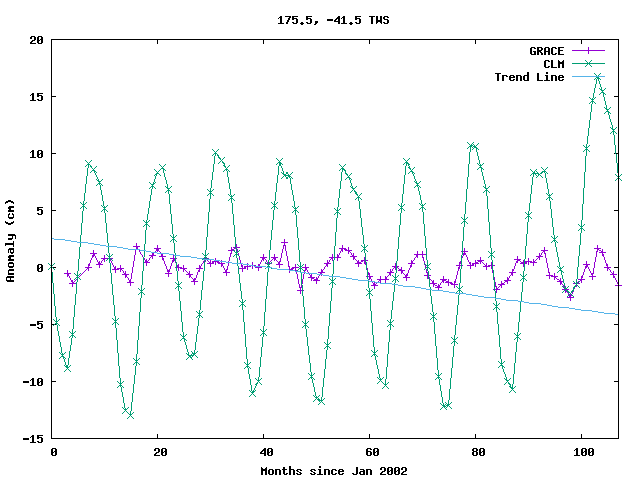 175.5, -41.5 TWS
GRACE
CLM
Trend Line
20
15
10
5
0
-5
-10
-15
Anomaly (cm)
0 20 40 60 80 100
Months since Jan 2002